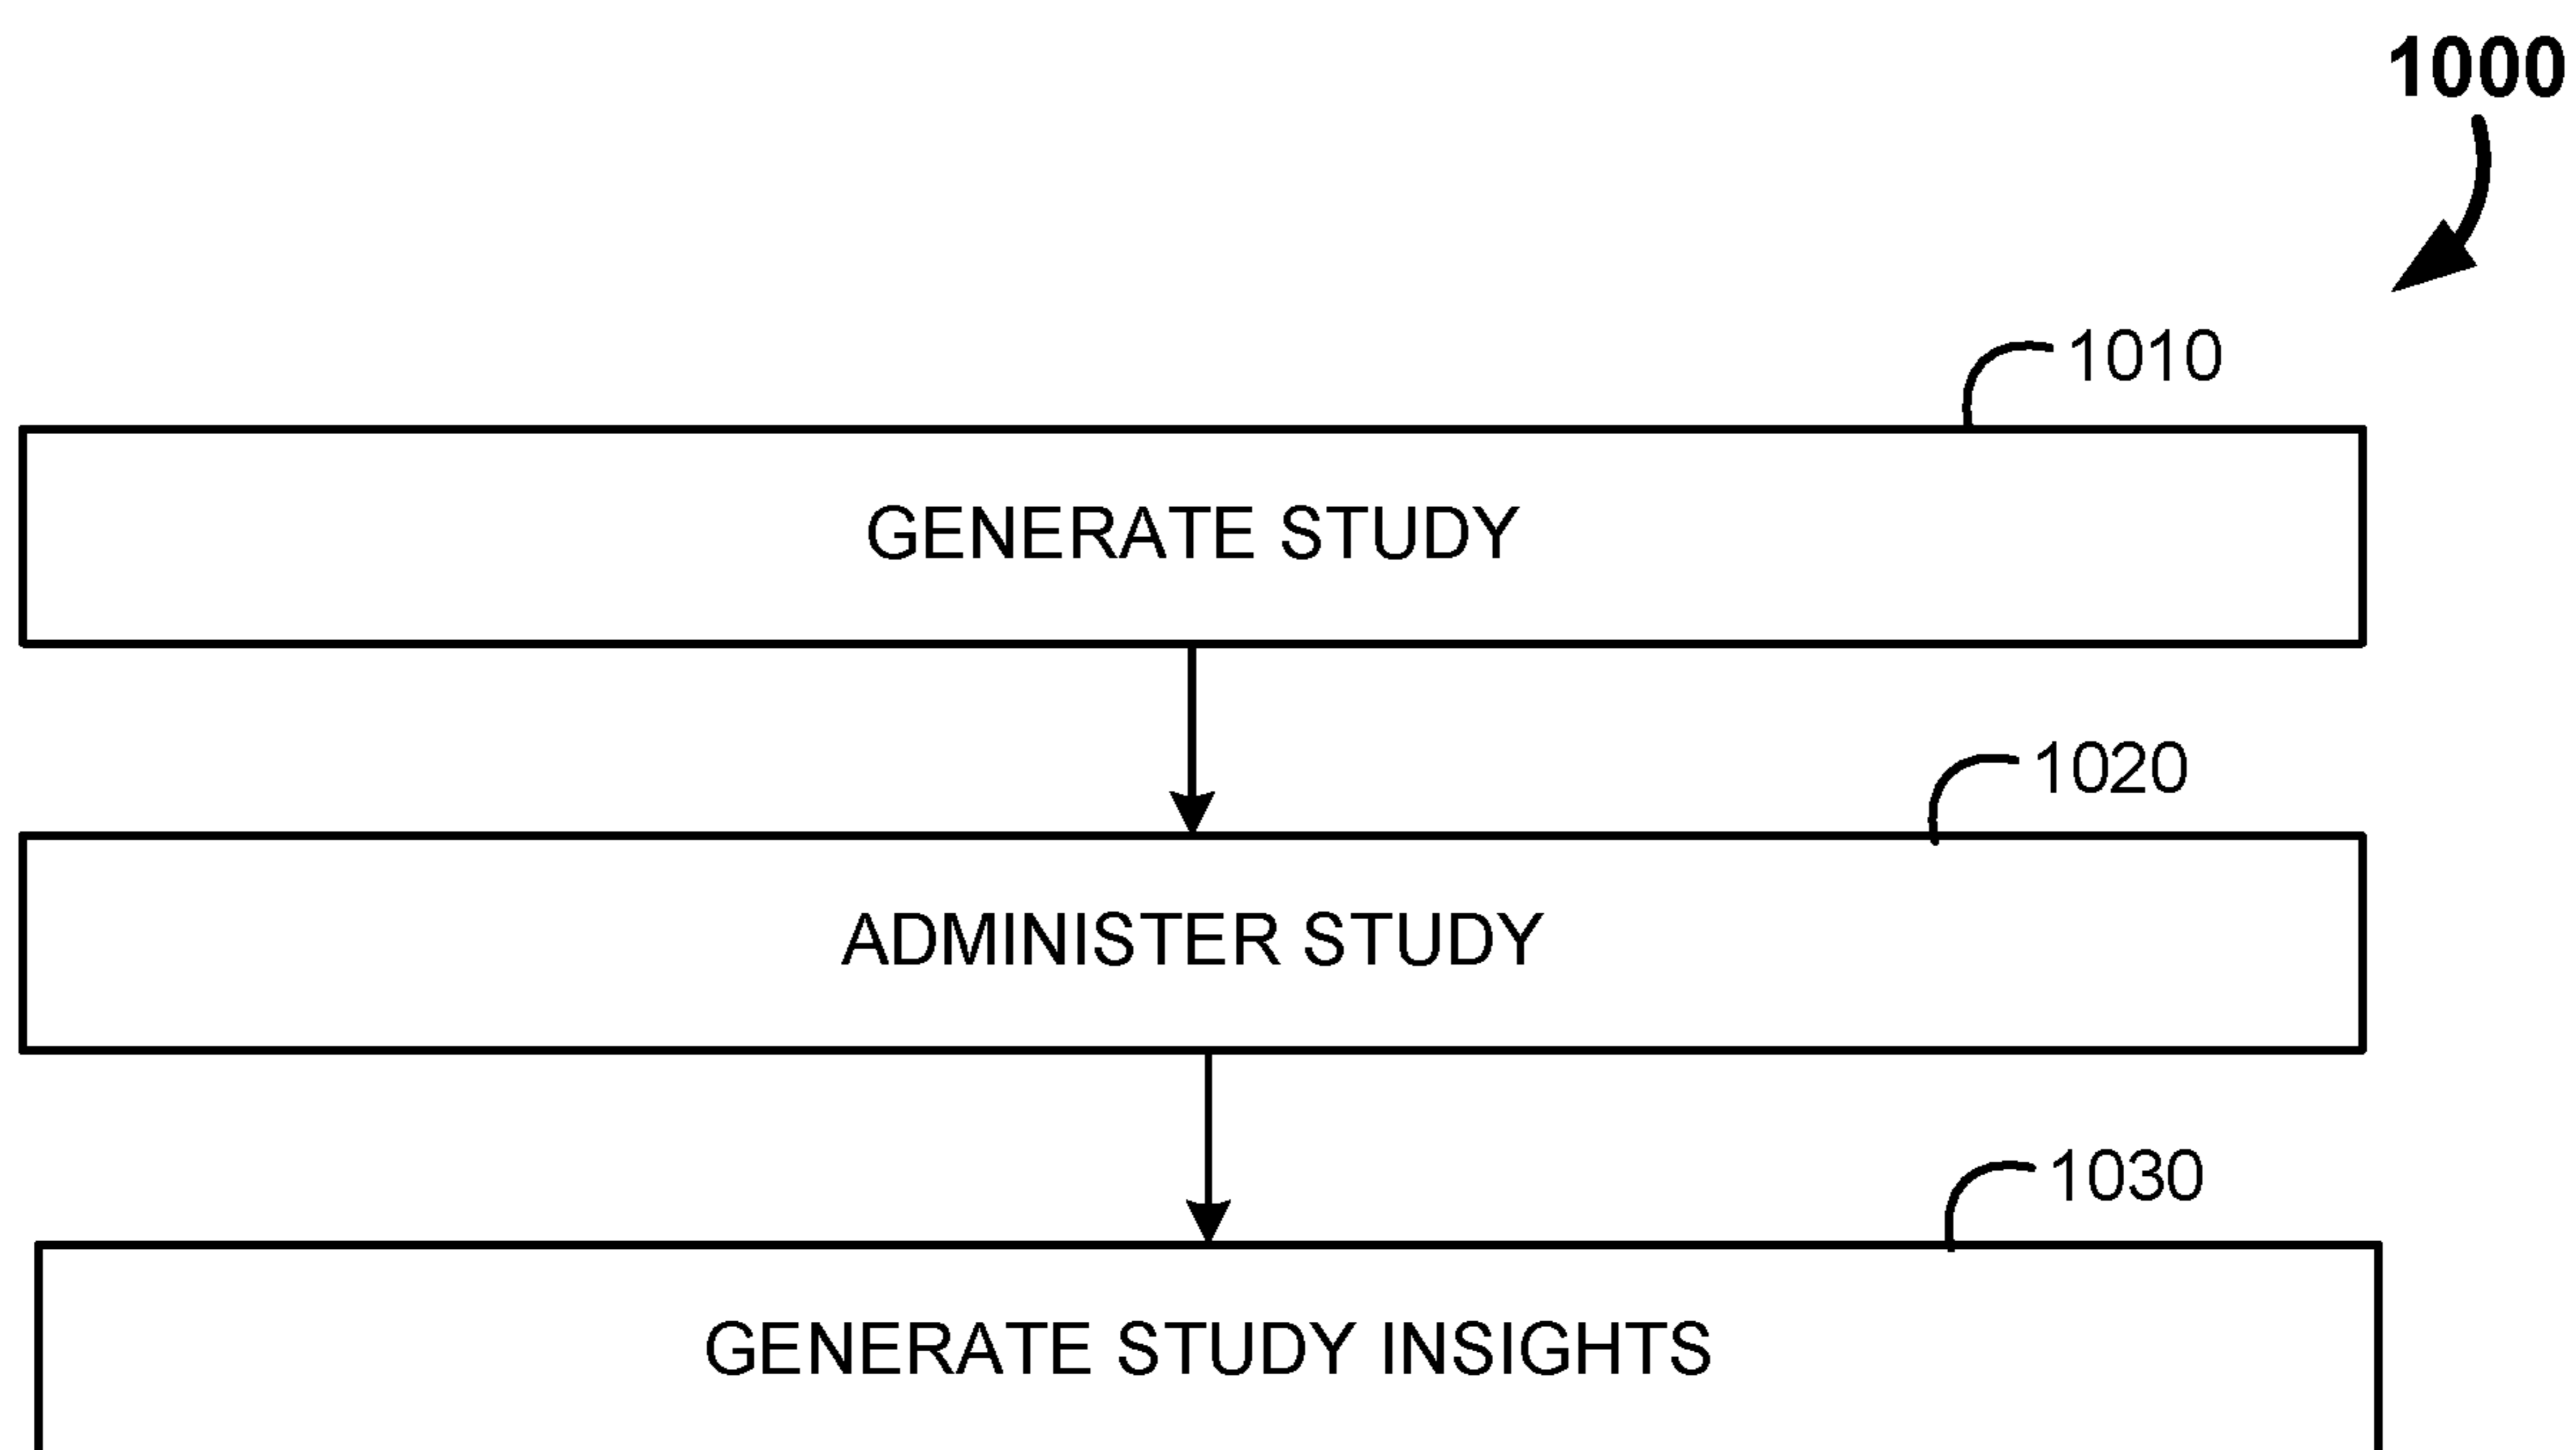 1000
1010
GENERATE STUDY
1020
ADMINISTER STUDY
1030
GENERATE STUDY INSIGHTS